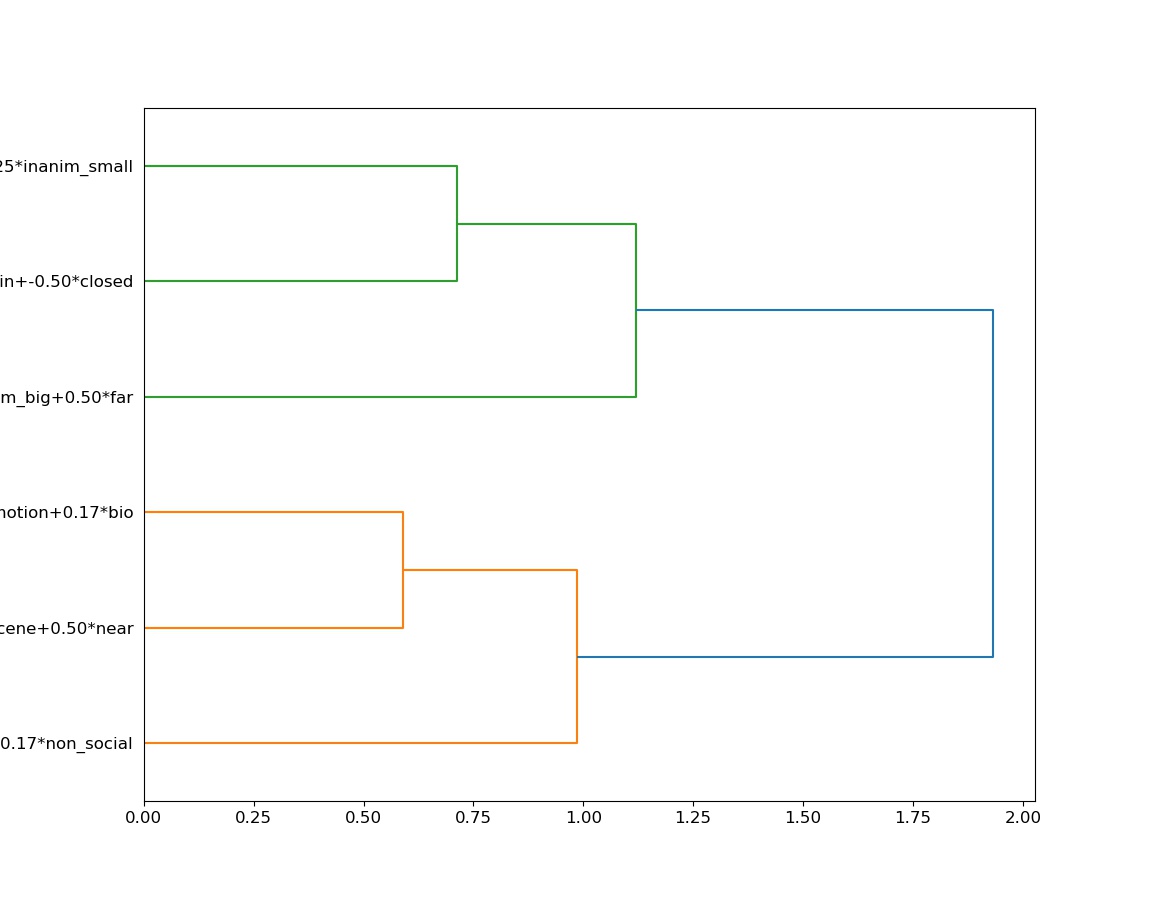 25*inanim_small
in+-0.50*closed
m_big+0.50*far
notion+0.17*bio
cene+0.50*near
0.17*non_social
0.00 0.25 0.50 0.75 1.00 1.25 1.50 1.75 2.00